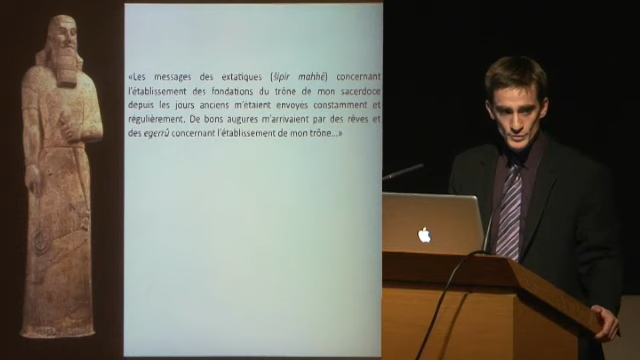 «Les messages des extatiques (šipir mahhê) concernant
l'établissement des fondations du trône de mon sacerdoce
depuis les jours anciens m'étaient envoyés constamment et
régulièrement. De bons augures m'arrivaient par des rêves et
des egerrû concernant l'établissement de mon trône...»